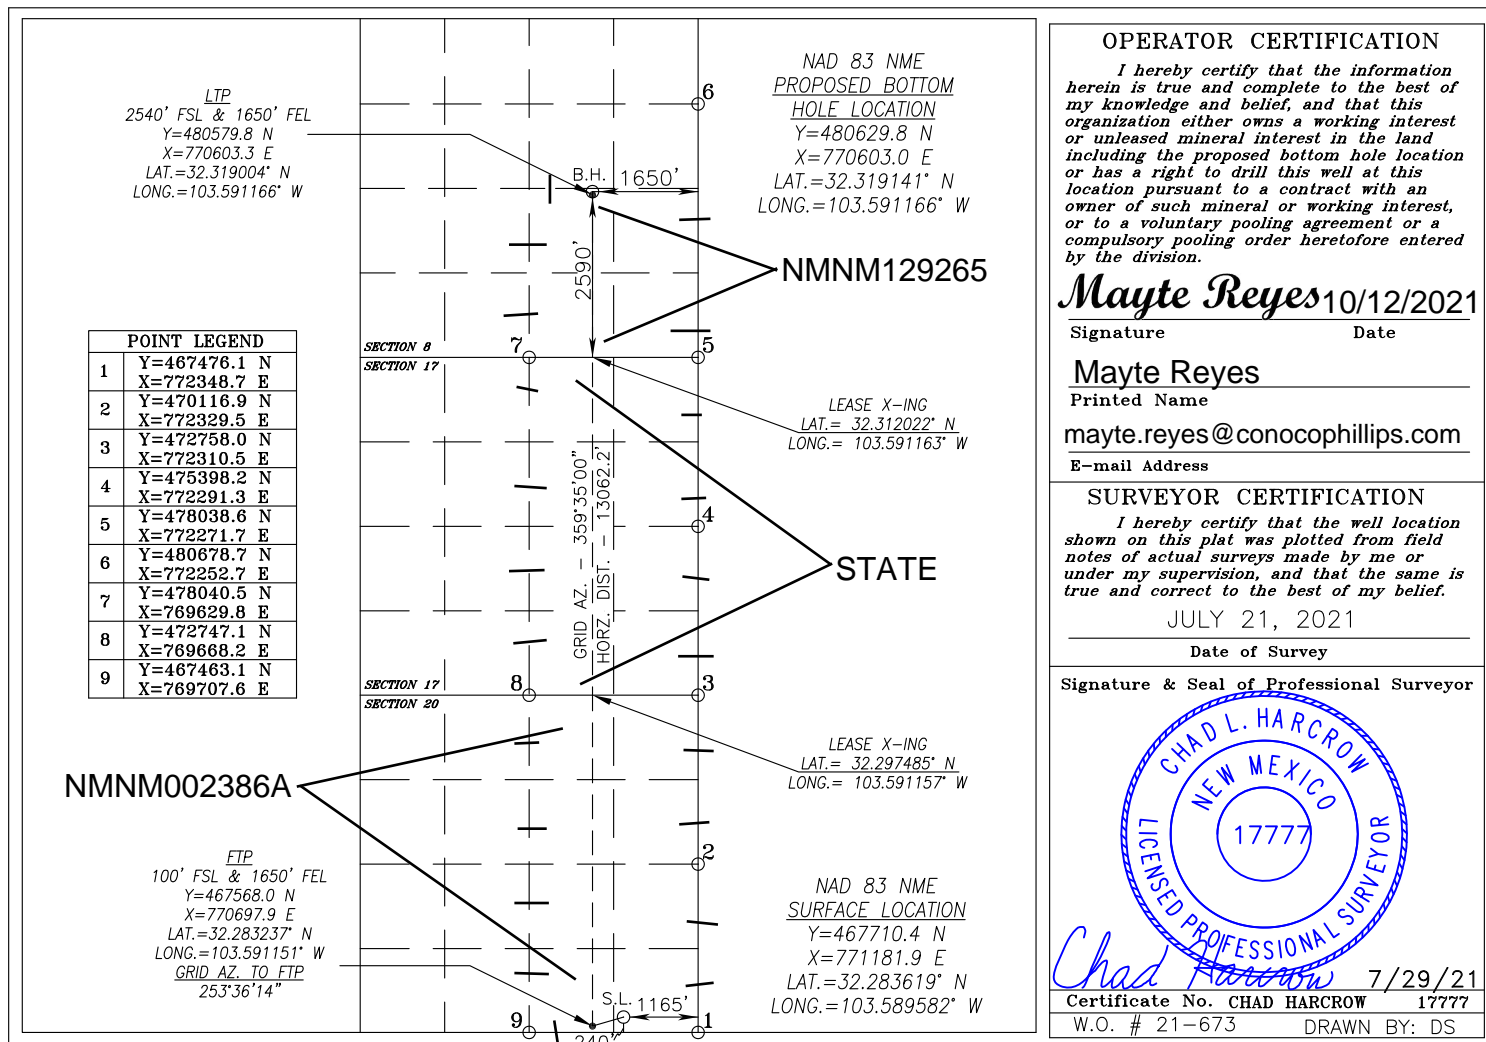 LTP
2540' FSL & 1650' FEL
Y=480579.8 N
X=770603.3 E
LAT.=32.319004° N
LONG.=103.591166° W
NAD 83 NME
PROPOSED BOTTOM
HOLE LOCATION
Y=480629.8 N
X=770603.0 E
LAT.=32.319141° N
LONG.=103.591166° W
6
B.H.
1650'
2590'
NMNM129265
POINT LEGEND
1 Y=467476.1 N
X=772348.7 E
2 Y=470116.9 N
X=772329.5 E
3 Y=472758.0 N
X=772310.5 E
4 Y=475398.2 N
X=772291.3 E
5 Y=478038.6 N
X=772271.7 E
6 Y=480678.7 N
X=772252.7 E
7 Y=478040.5 N
X=769629.8 E
8 Y=472747.1 N
X=769668.2 E
9 Y=467463.1 N
X=769707.6 E
SECTION 8
SECTION 17
7
5
LEASE X-ING
LAT.= 32.312022° N
LONG.= 103.591163° W
GRID AZ. - 359°35'00"
HORZ. DIST. - 13062.2'
4
STATE
SECTION 17
SECTION 20
8
3
LEASE X-ING
LAT.= 32.297485° N
LONG.= 103.591157° W
NMNM002386A
2
FTP
100' FSL & 1650' FEL
Y=467568.0 N
X=770697.9 E
LAT.=32.283237° N
LONG.=103.591151° W
GRID AZ. TO FTP
253°36'14"
NAD 83 NME
SURFACE LOCATION
Y=467710.4 N
X=771181.9 E
LAT.=32.283619° N
LONG.=103.589582° W
S.L.
1165'
9
240'
1
OPERATOR CERTIFICATION
I hereby certify that the information
herein is true and complete to the best of
my knowledge and belief, and that this
organization either owns a working interest
or unleased mineral interest in the land
including the proposed bottom hole location
or has a right to drill this well at this
location pursuant to a contract with an
owner of such mineral or working interest,
or to a voluntary pooling agreement or a
compulsory pooling order heretofore entered
by the division.
Mayte Reyes 10/12/2021
Signature Date
Mayte Reyes
Printed Name
mayte.reyes@conocophillips.com
E-mail Address
SURVEYOR CERTIFICATION
I hereby certify that the well location
shown on this plat was plotted from field
notes of actual surveys made by me or
under my supervision, and that the same is
true and correct to the best of my belief.
JULY 21, 2021
Date of Survey
Signature & Seal of Professional Surveyor
CHAD L. HARCROW
NEW MEXICO
17777
LICENSED PROFESSIONAL SURVEYOR
Chad Harcrow 7/29/21
Certificate No. CHAD HARCROW 17777
W.O. # 21-673 DRAWN BY: DS